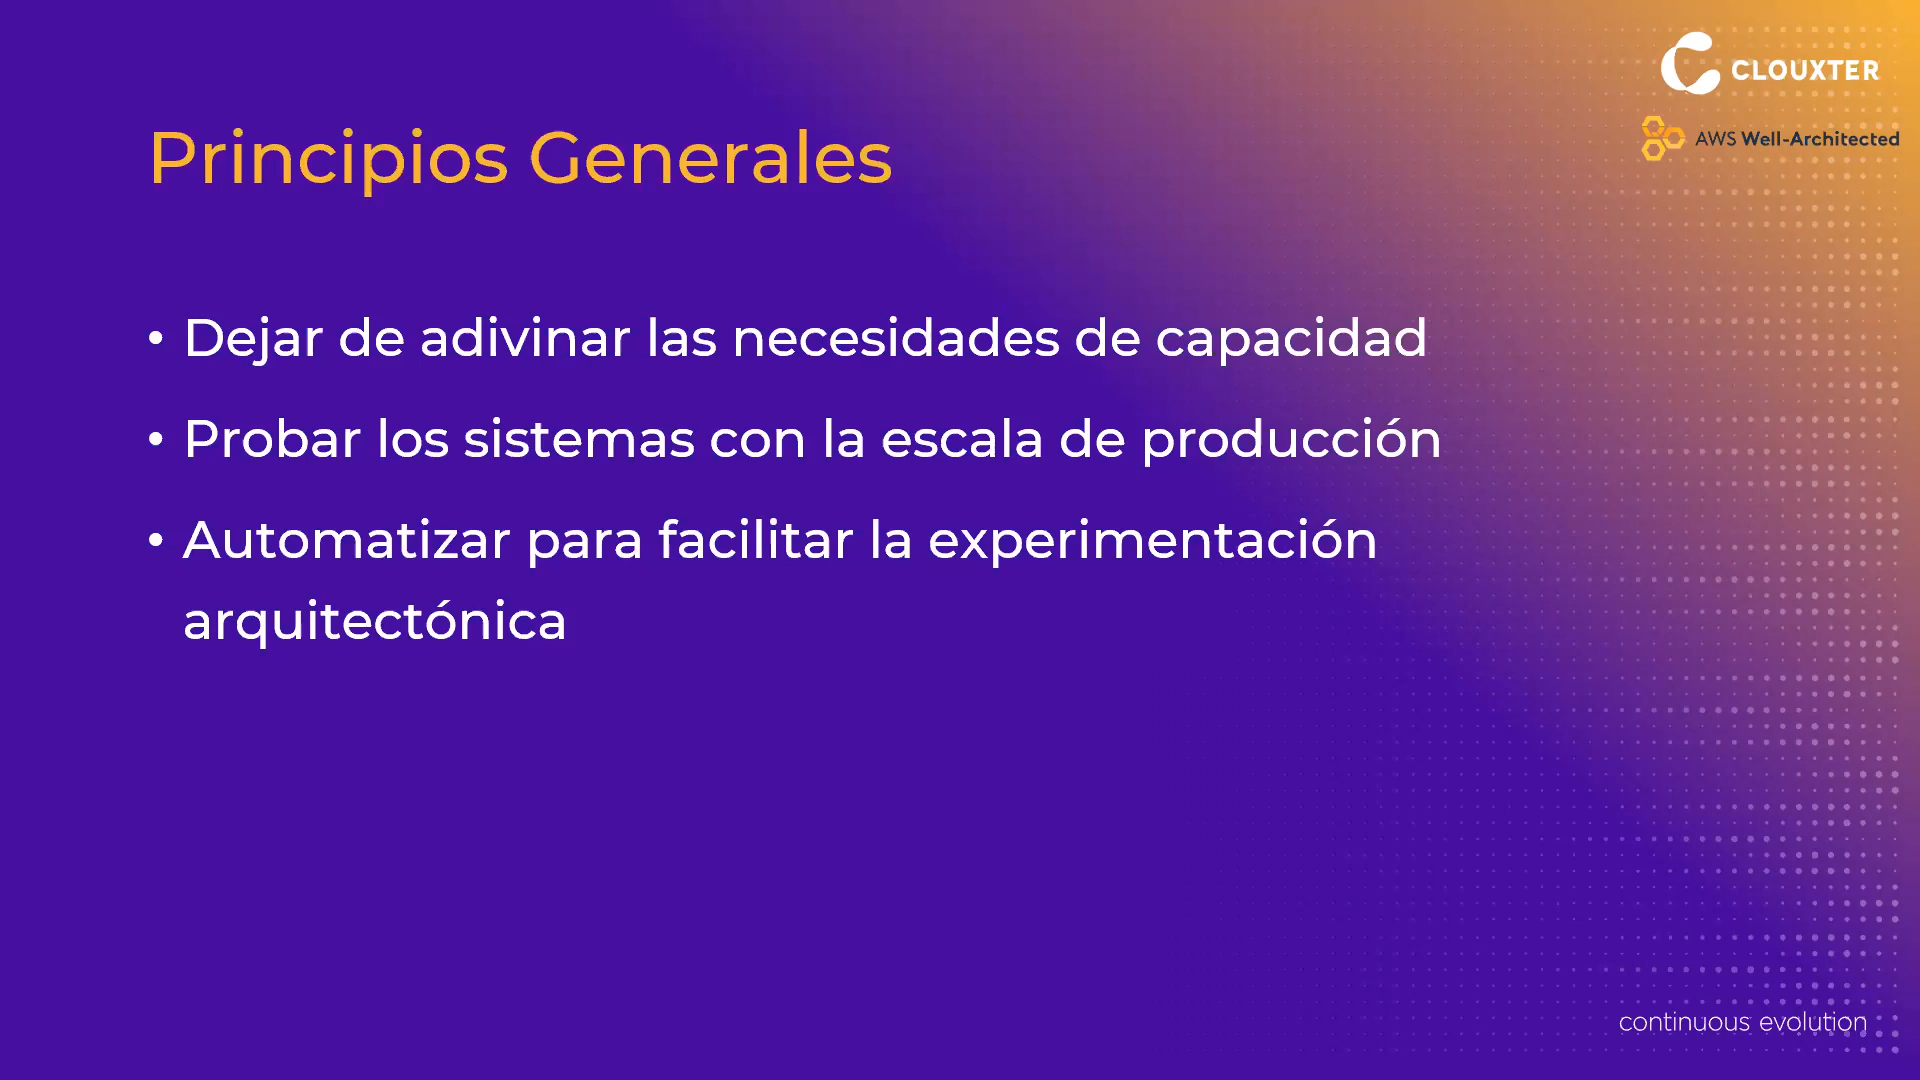 CLOUXTER
AWS Well-Architected
Principios Generales
• Dejar de adivinar las necesidades de capacidad
• Probar los sistemas con la escala de producción
• Automatizar para facilitar la experimentación
arquitectónica
continuous evolution